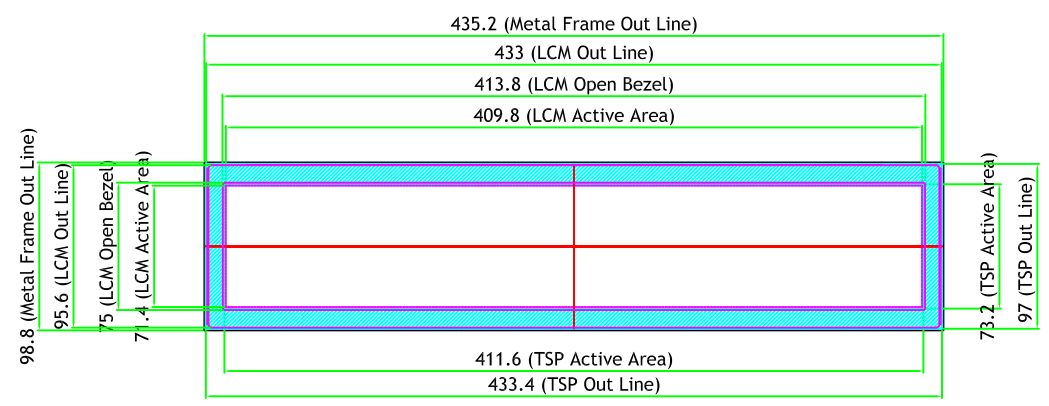 435.2 (Metal Frame Out Line)
433 (LCM Out Line)
413.8 (LCM Open Bezel)
409.8 (LCM Active Area)
98.8 (Metal Frame Out Line)
95.6 (LCM Out Line)
75 (LCM Open Bezel)
71.4 (LCM Active Area)
73.2 (TSP Active Area)
97 (TSP Out Line)
411.6 (TSP Active Area)
433.4 (TSP Out Line)